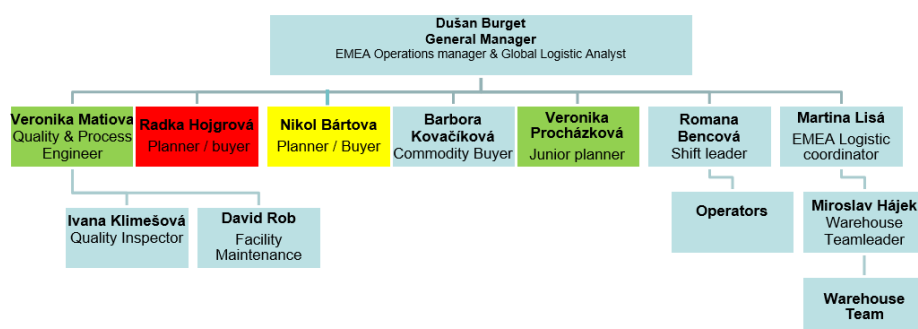 Dušan Burget
General Manager
EMEA Operations manager & Global Logistic Analyst
Veronika Matiova
Quality & Process
Engineer
Radka Hojgrová
Planner / buyer
Nikol Bártova
Planner / Buyer
Barbora
Kovačíková
Commodity Buyer
Veronika
Procházková
Junior planner
Romana
Bencová
Shift leader
Martina Lisá
EMEA Logistic
coordinator
Ivana Klimešová
Quality Inspector
David Rob
Facility
Maintenance
Operators
Miroslav Hájek
Warehouse
Teamleader
Warehouse
Team